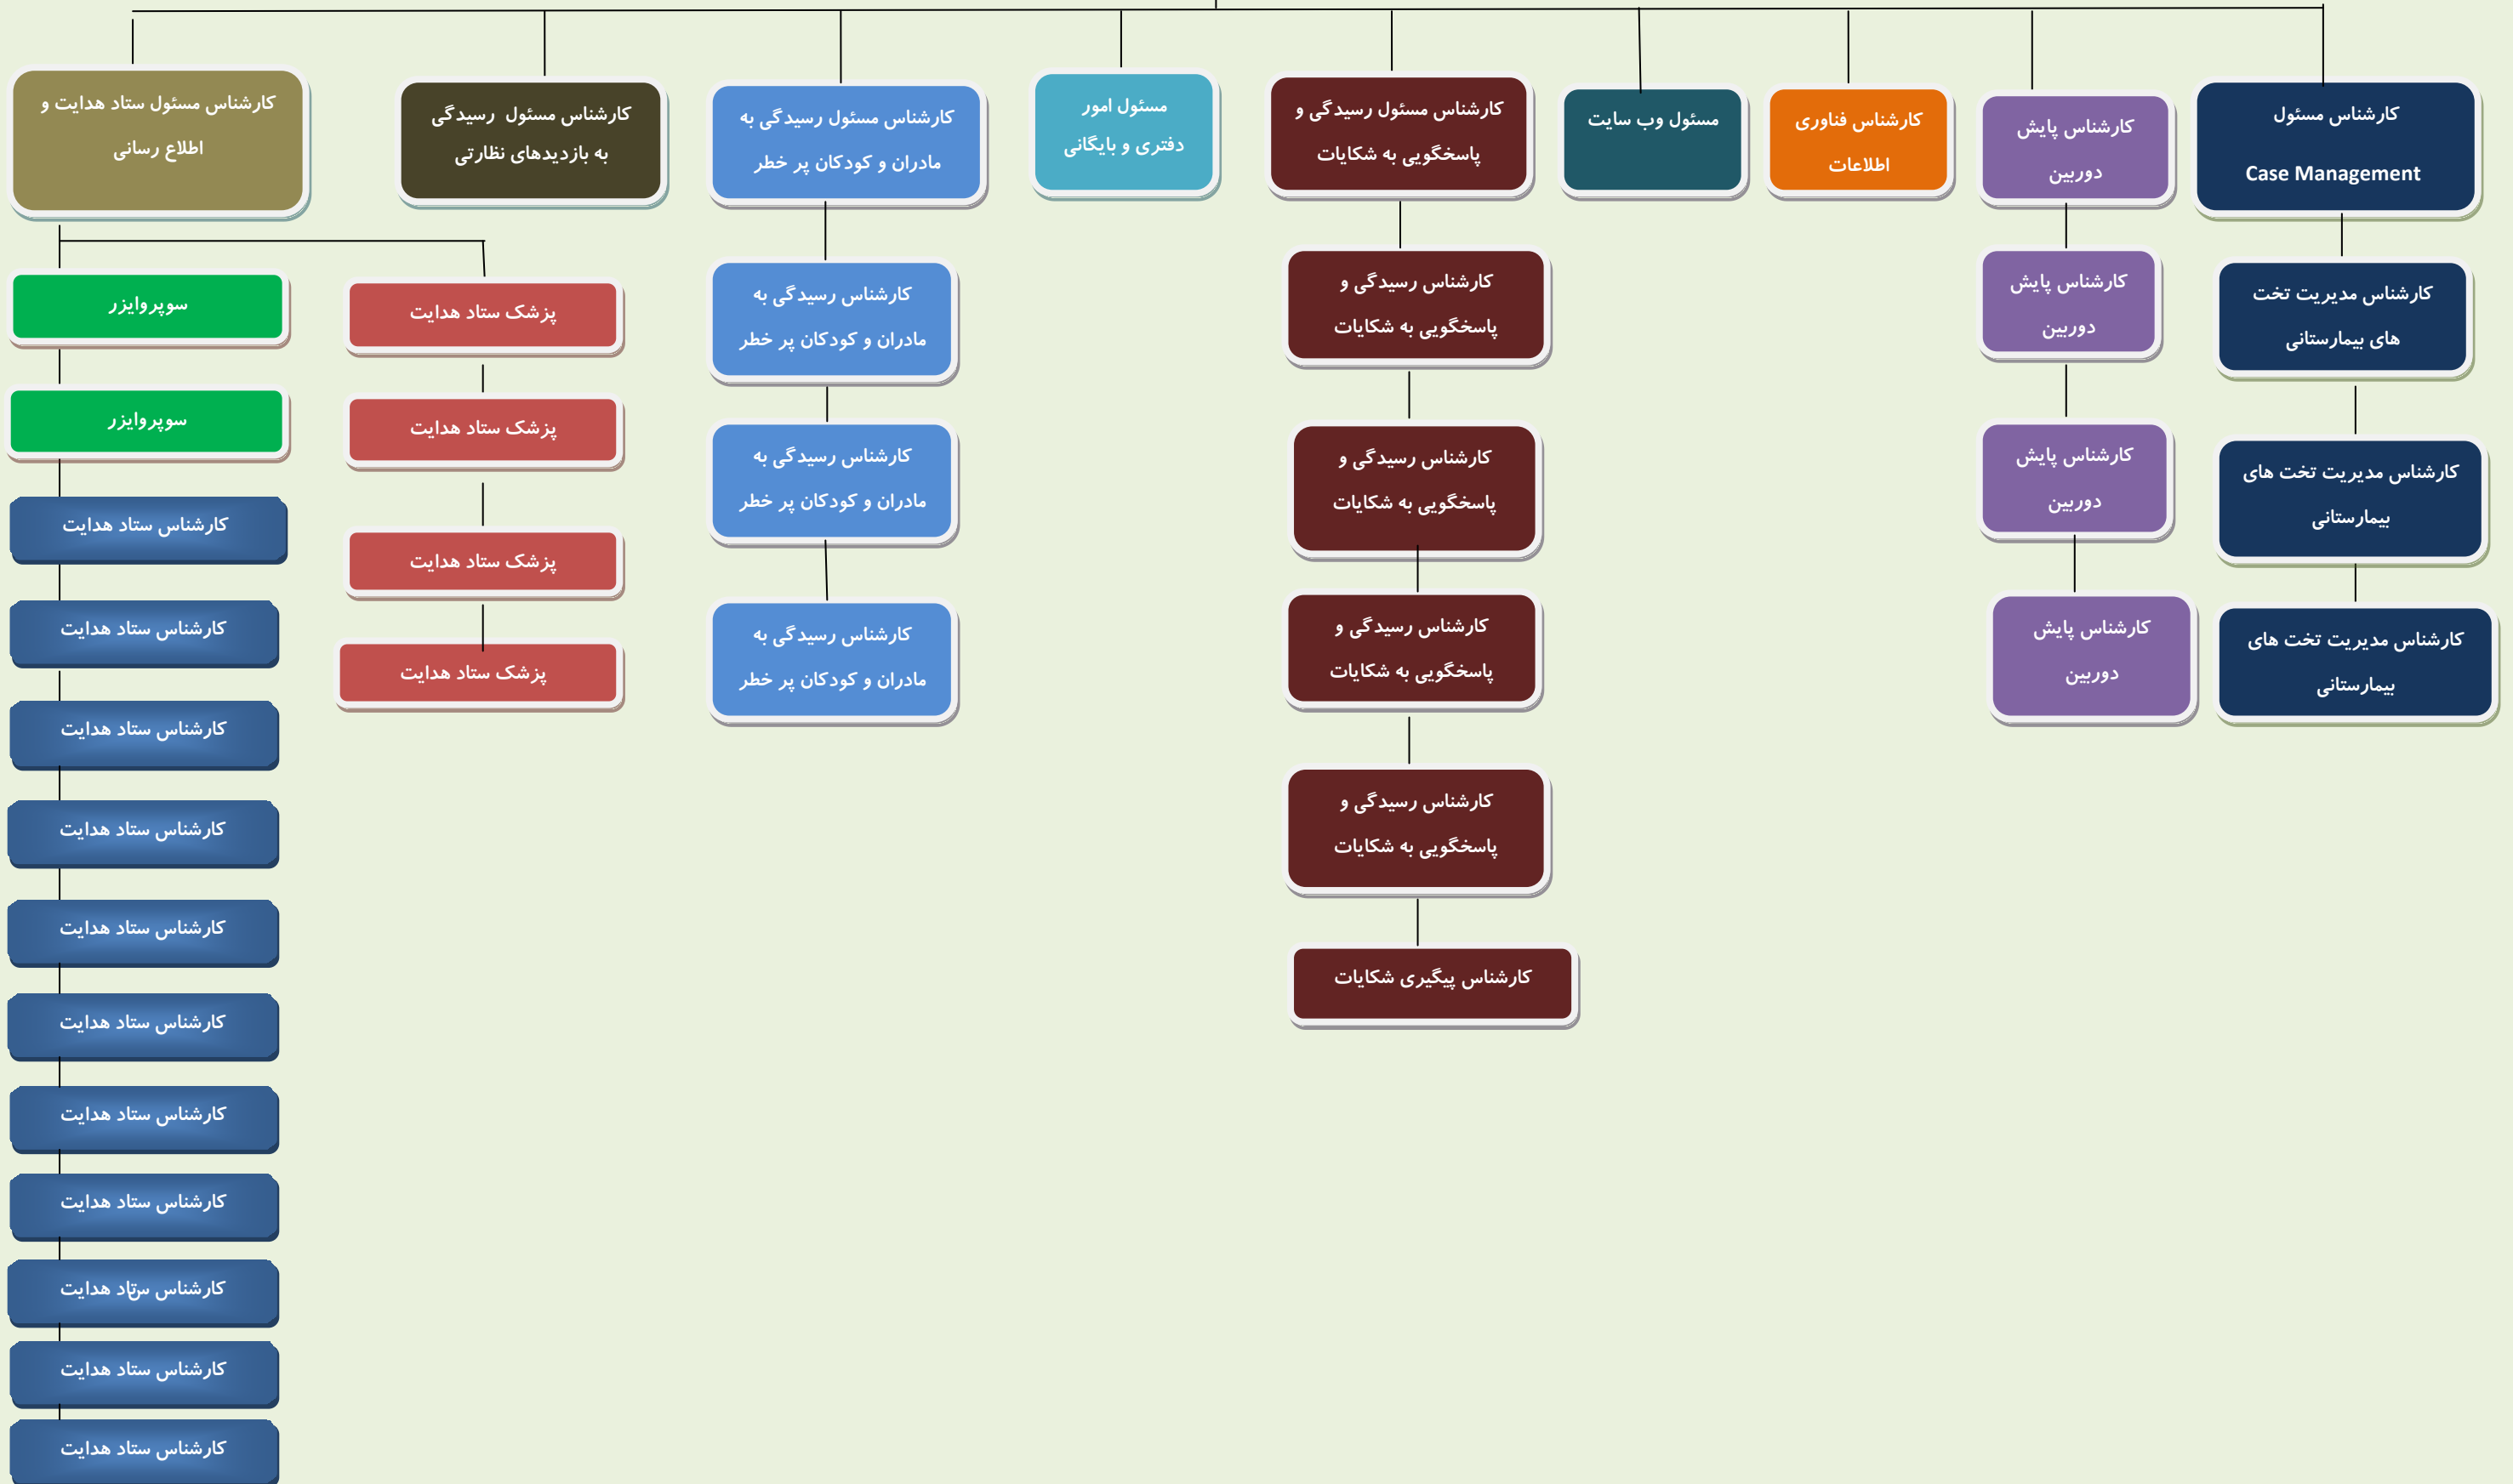 کارشناس مسئول
Case Management
کارشناس مدیریت تخت
های بیمارستانی
کارشناس مدیریت تخت های
بیمارستانی
کارشناس مدیریت تخت های
بیمارستانی
کارشناس پایش
دوربین
کارشناس پایش
دوربین
کارشناس پایش
دوربین
کارشناس پایش
دوربین
کارشناس فناوری
اطلاعات
مسئول وب سایت
کارشناس مسئول رسیدگی و
پاسخگویی به شکایات
کارشناس رسیدگی و
پاسخگویی به شکایات
کارشناس رسیدگی و
پاسخگویی به شکایات
کارشناس رسیدگی و
پاسخگویی به شکایات
کارشناس رسیدگی و
پاسخگویی به شکایات
کارشناس پیگیری شکایات
مسئول امور
دفتری و بایگانی
کارشناس مسئول رسیدگی به
مادران و کودکان پر خطر
کارشناس رسیدگی به
مادران و کودکان پر خطر
کارشناس رسیدگی به
مادران و کودکان پر خطر
کارشناس رسیدگی به
مادران و کودکان پر خطر
کارشناس مسئول رسیدگی
به بازدیدهای نظارتی
کارشناس مسئول ستاد هدایت و
اطلاع رسانی
پزشک ستاد هدایت
پزشک ستاد هدایت
پزشک ستاد هدایت
پزشک ستاد هدایت
سوپروایزر
سوپروایزر
کارشناس ستاد هدایت
کارشناس ستاد هدایت
کارشناس ستاد هدایت
کارشناس ستاد هدایت
کارشناس ستاد هدایت
کارشناس ستاد هدایت
کارشناس ستاد هدایت
کارشناس ستاد هدایت
کارشناس ستاد هدایت
کارشناس ستاد هدایت
کارشناس ستاد هدایت